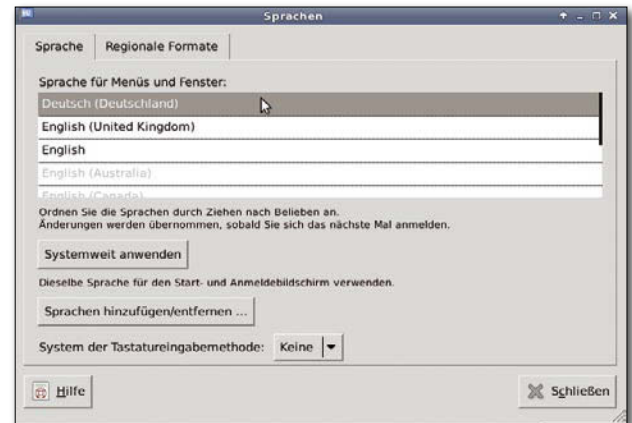 Sprachen
Sprache
Regionale Formate
Sprache für Menüs und Fenster:
Deutsch (Deutschland)
English (United Kingdom)
English
English (Australia)
English (Canada)
Ordnen Sie die Sprachen durch Ziehen nach Belieben an.
Änderungen werden übernommen, sobald Sie sich das nächste Mal anmelden.
Systemweit anwenden
Dieselbe Sprache für den Start- und Anmeldebildschirm verwenden.
Sprachen hinzufügen/entfernen ...
System der Tastatureingabemethode: Keine
Hilfe
Schließen